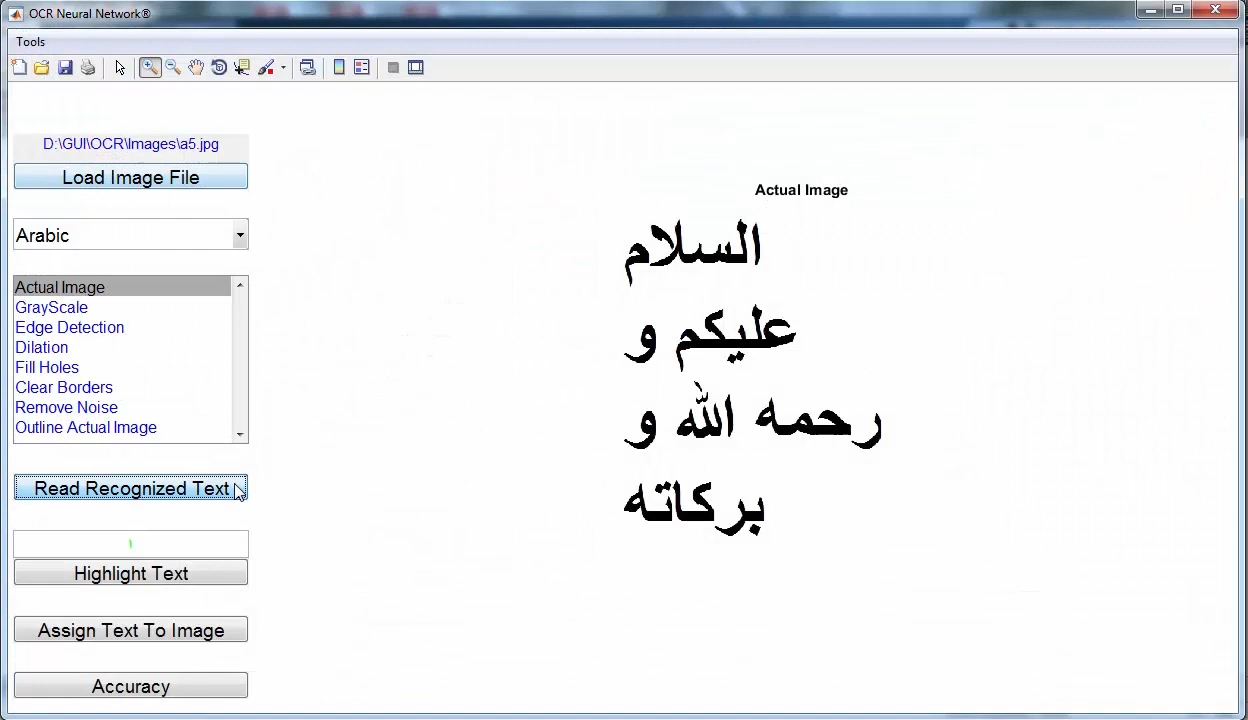 OCR Neural Network®
Tools
D:\GUI\OCR\Images\a5.jpg
Load Image File
Arabic
Actual Image
GrayScale
Edge Detection
Dilation
Fill Holes
Clear Borders
Remove Noise
Outline Actual Image
Read Recognized Text
ا
Highlight Text
Assign Text To Image
Accuracy
Actual Image
السلام
عليكم و
رحمه الله و
بركاته